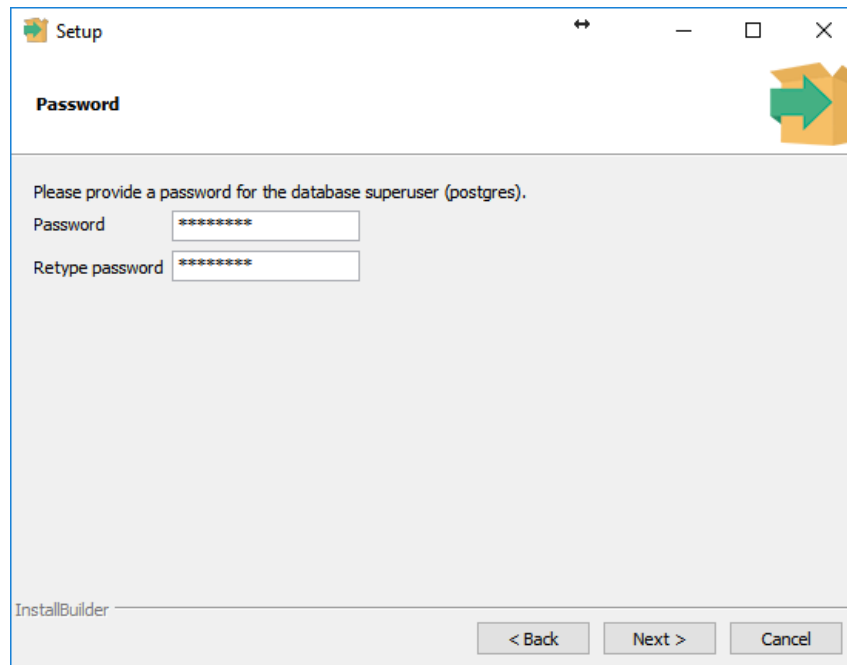 Setup
Password
Please provide a password for the database superuser (postgres).
Password ********
Retype password ********
InstallBuilder
< Back Next > Cancel